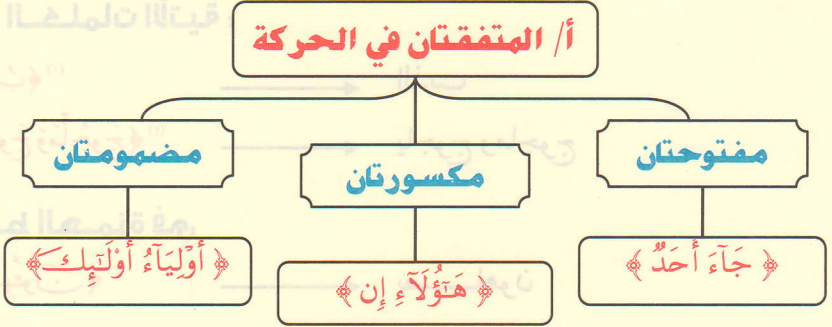 أ/ المتفقتان في الحركة
مفتوحتان
مكسورتان
مضمومتان
﴿ جَآءَ أَحَدٌ ﴾
﴿ هَـٰٓؤُلَآءِ إِن ﴾
﴿ أَوْلِيَآءُ أُوْلَـٰٓئِكَ ﴾